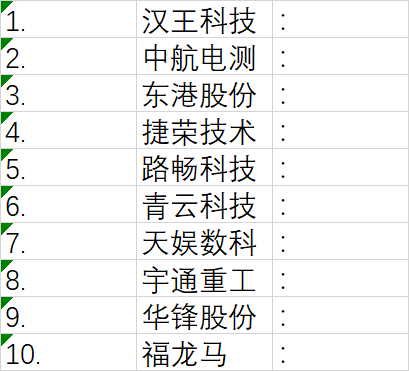 1. 汉王科技 ：
2. 中航电测 ：
3. 东港股份 ：
4. 捷荣技术 ：
5. 路畅科技 ：
6. 青云科技 ：
7. 天娱数科 ：
8. 宇通重工 ：
9. 华锋股份 ：
10. 福龙马 ：